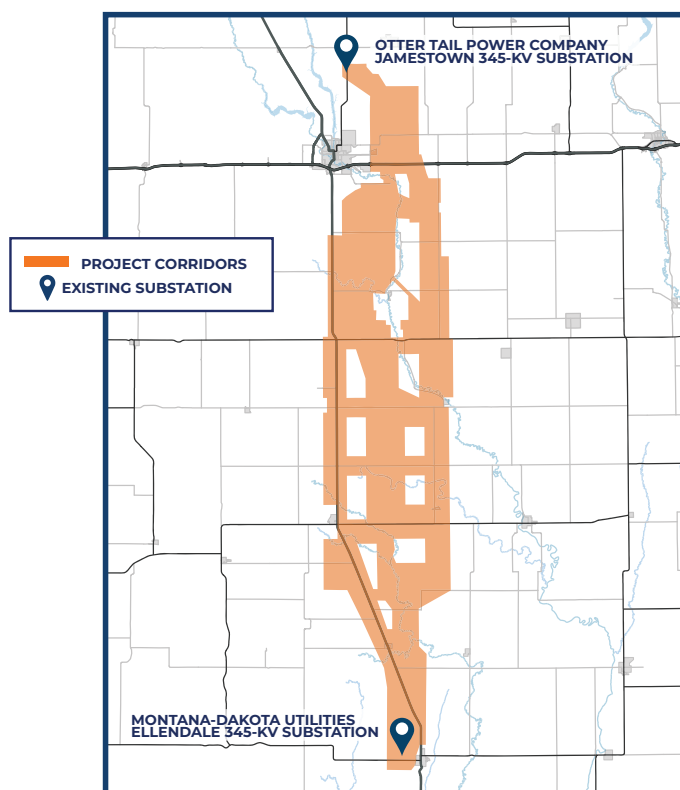 OTTER TAIL POWER COMPANY
JAMESTOWN 345-KV SUBSTATION
PROJECT CORRIDORS
EXISTING SUBSTATION
MONTANA-DAKOTA UTILITIES
ELLENDALE 345-KV SUBSTATION